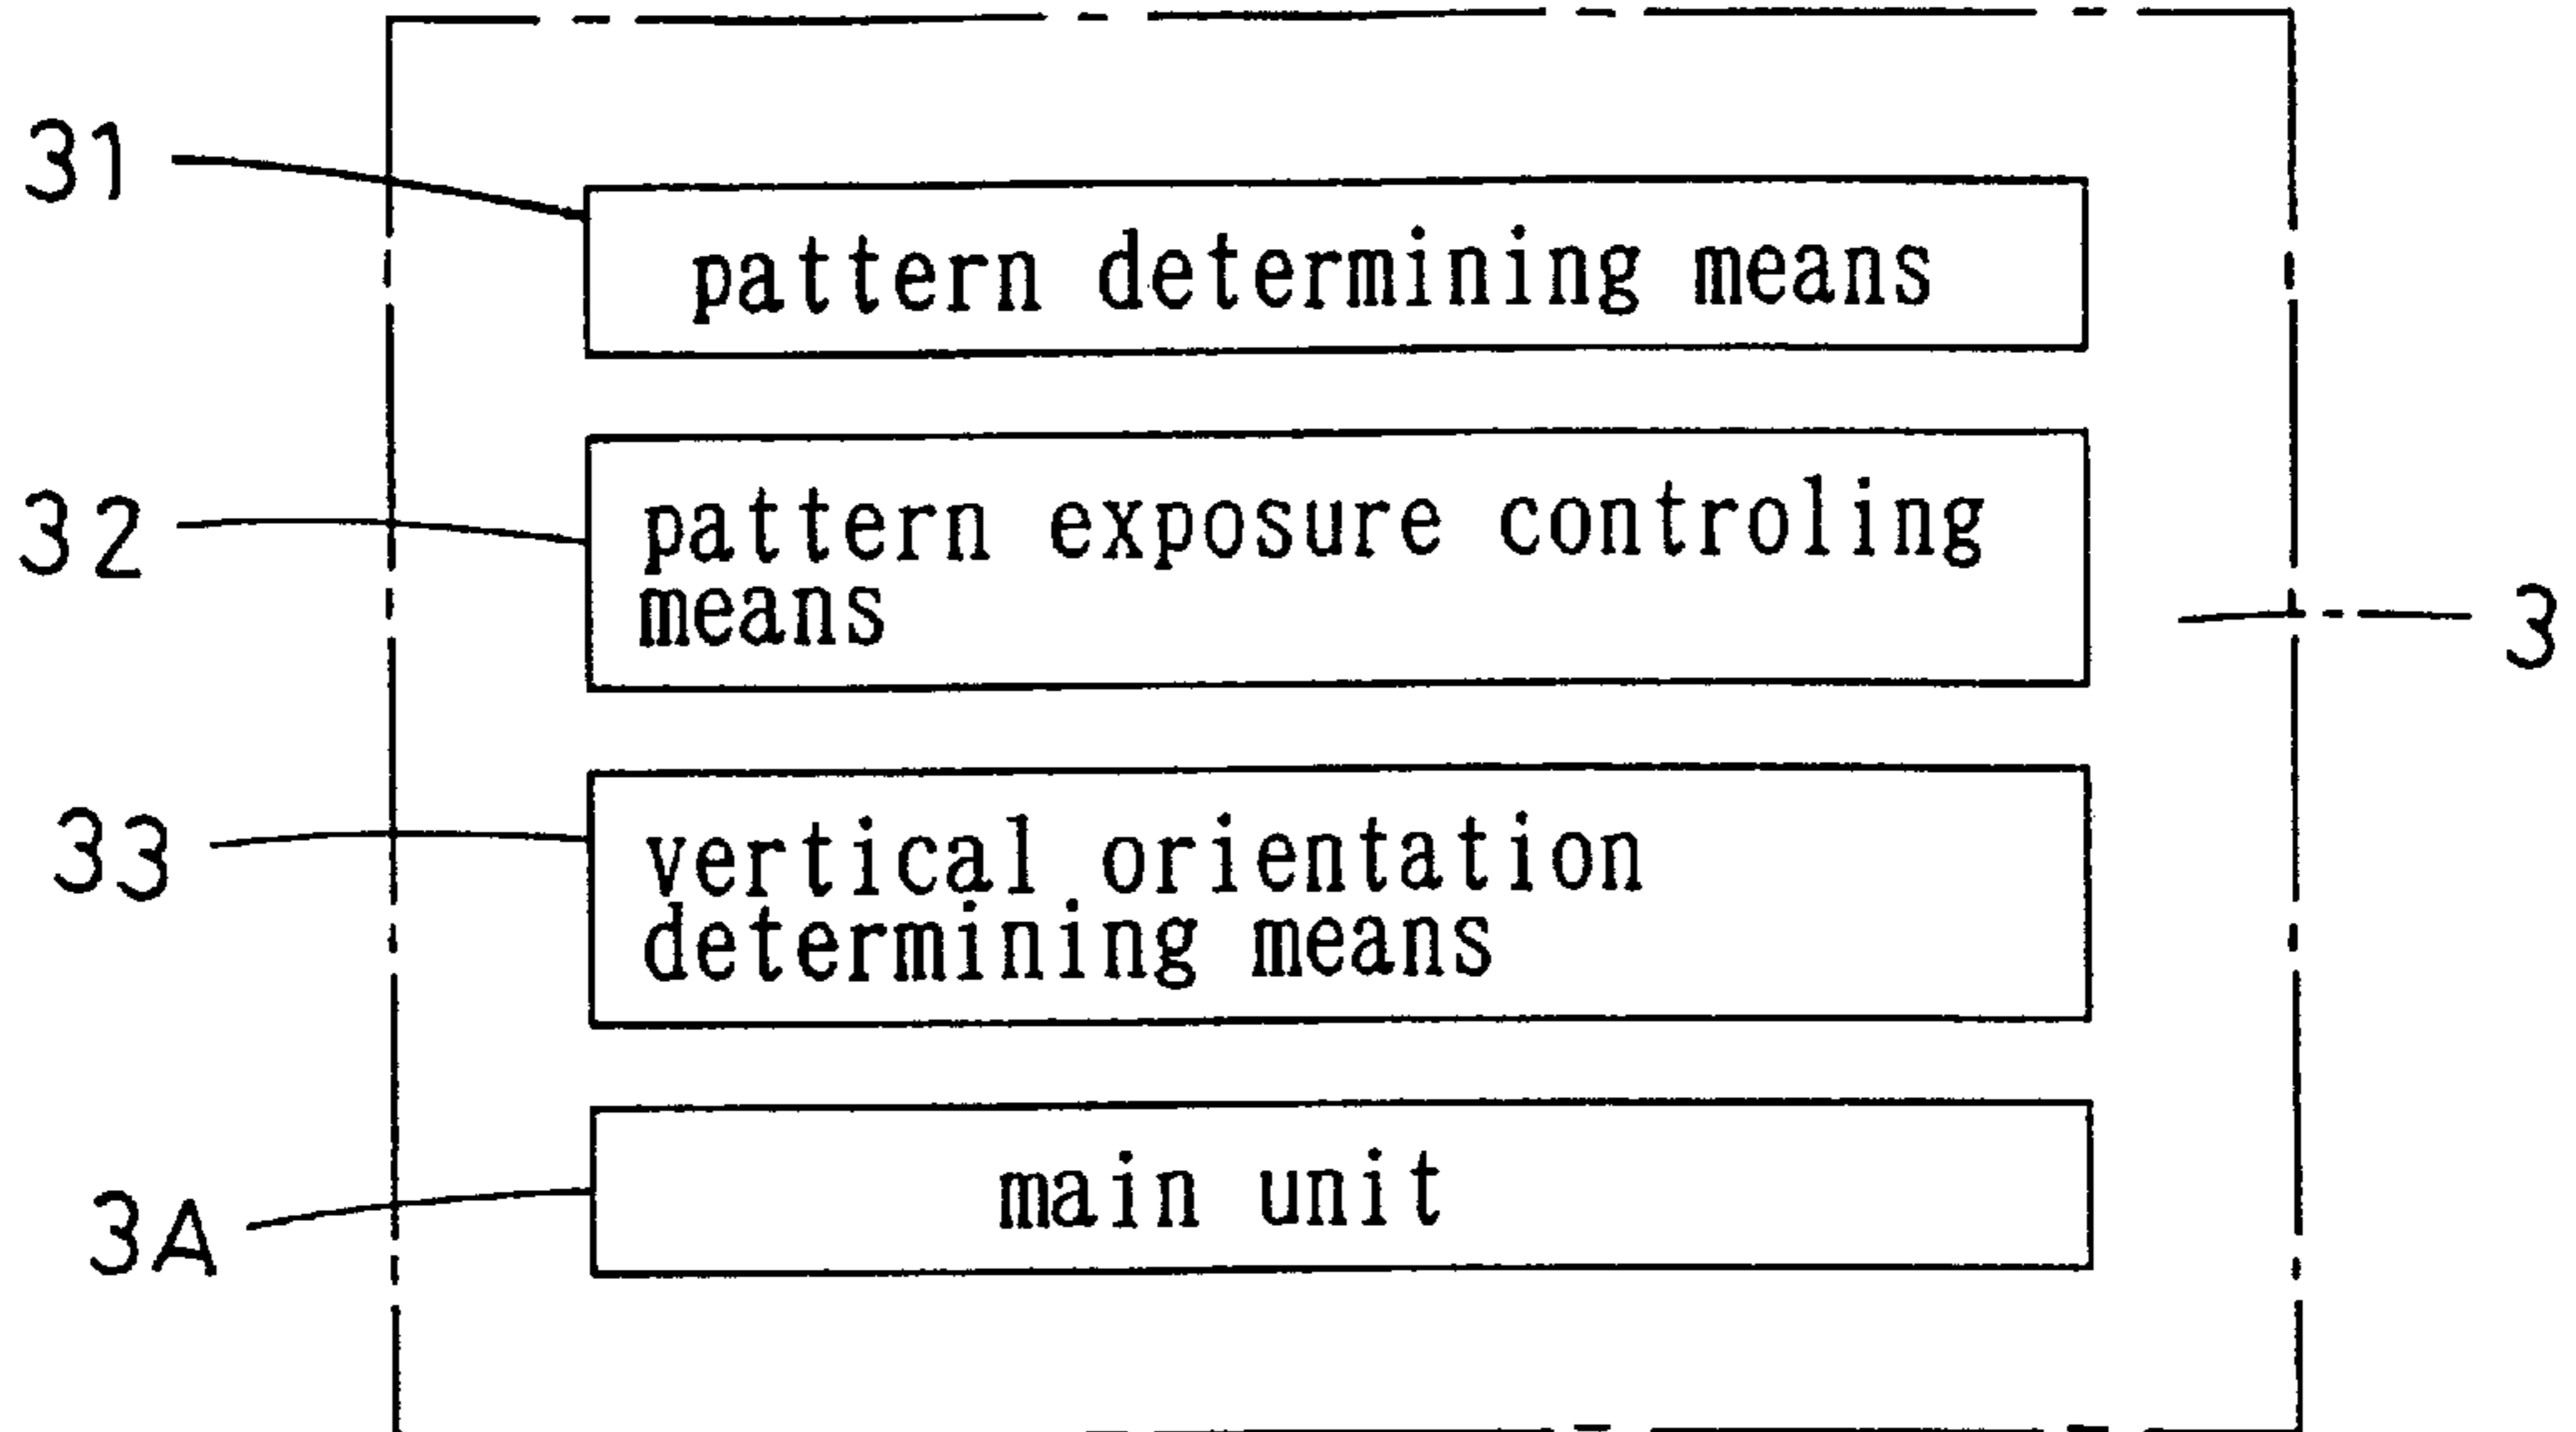 31
pattern determining means
32
pattern exposure controling
means
3
33
vertical orientation
determining means
3A
main unit